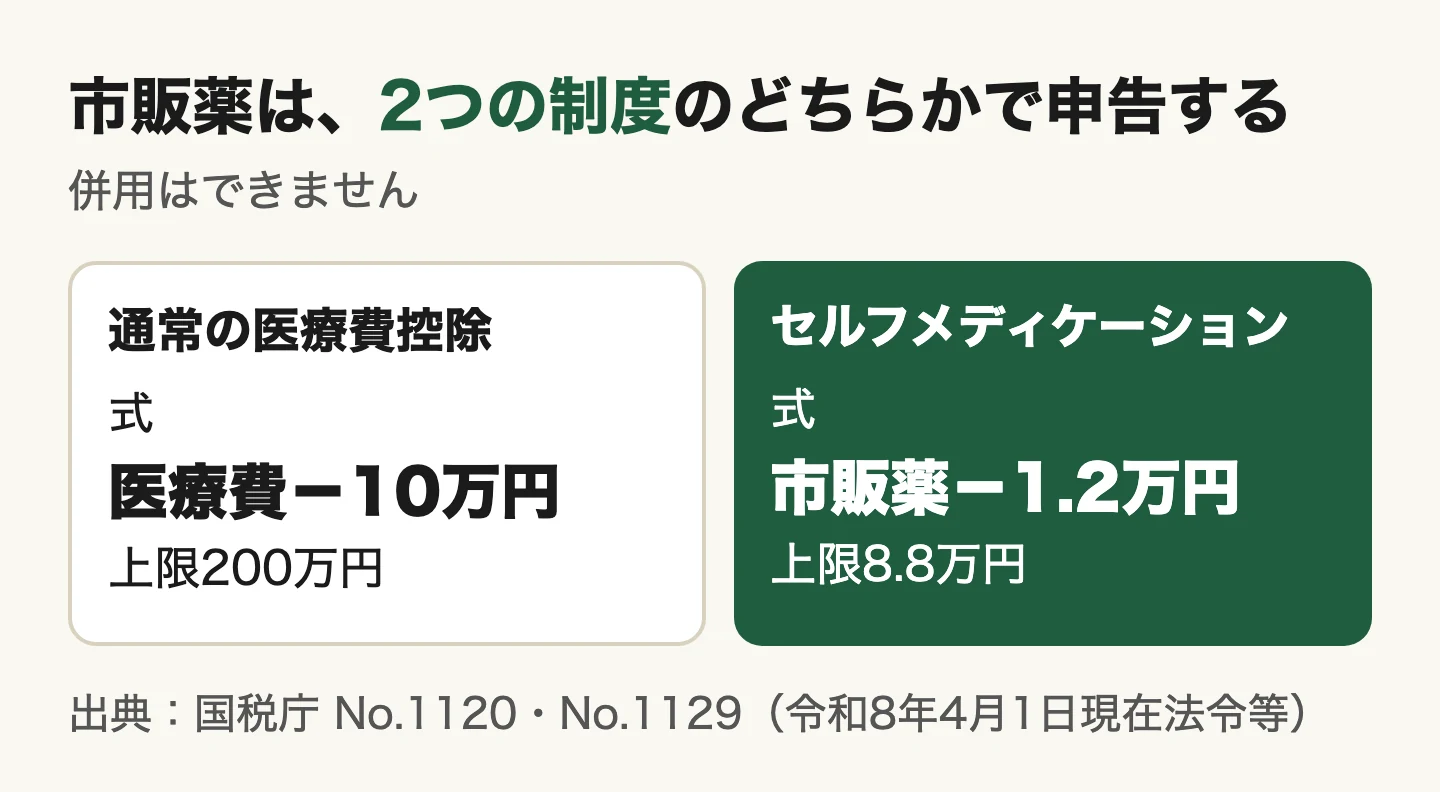 市販薬は、2つの制度のどちらかで申告する
併用はできません
通常の医療費控除
式
医療費ー10万円
上限200万円
セルフメディケーション
式
市販薬ー1.2万円
上限8.8万円
出典：国税庁 No.1120・No.1129（令和8年4月1日現在法令等）